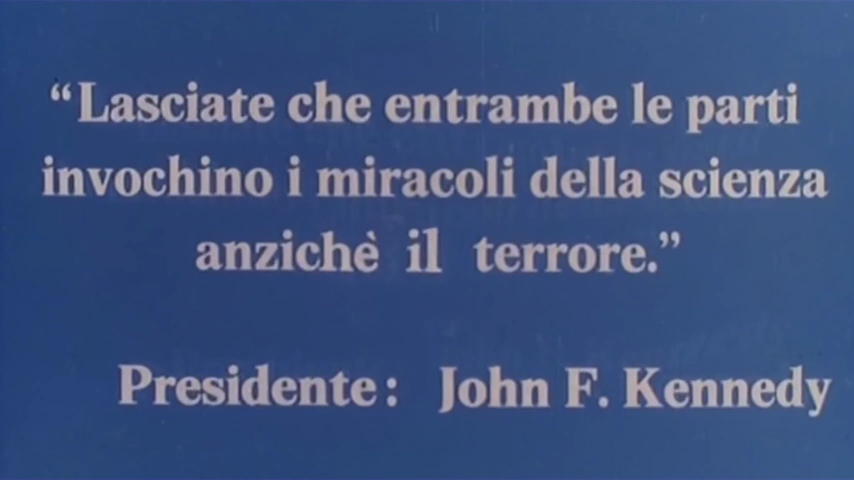 “Lasciate che entrambe le parti
invochino i miracoli della scienza
anzichè il terrore.”
Presidente: John F. Kennedy